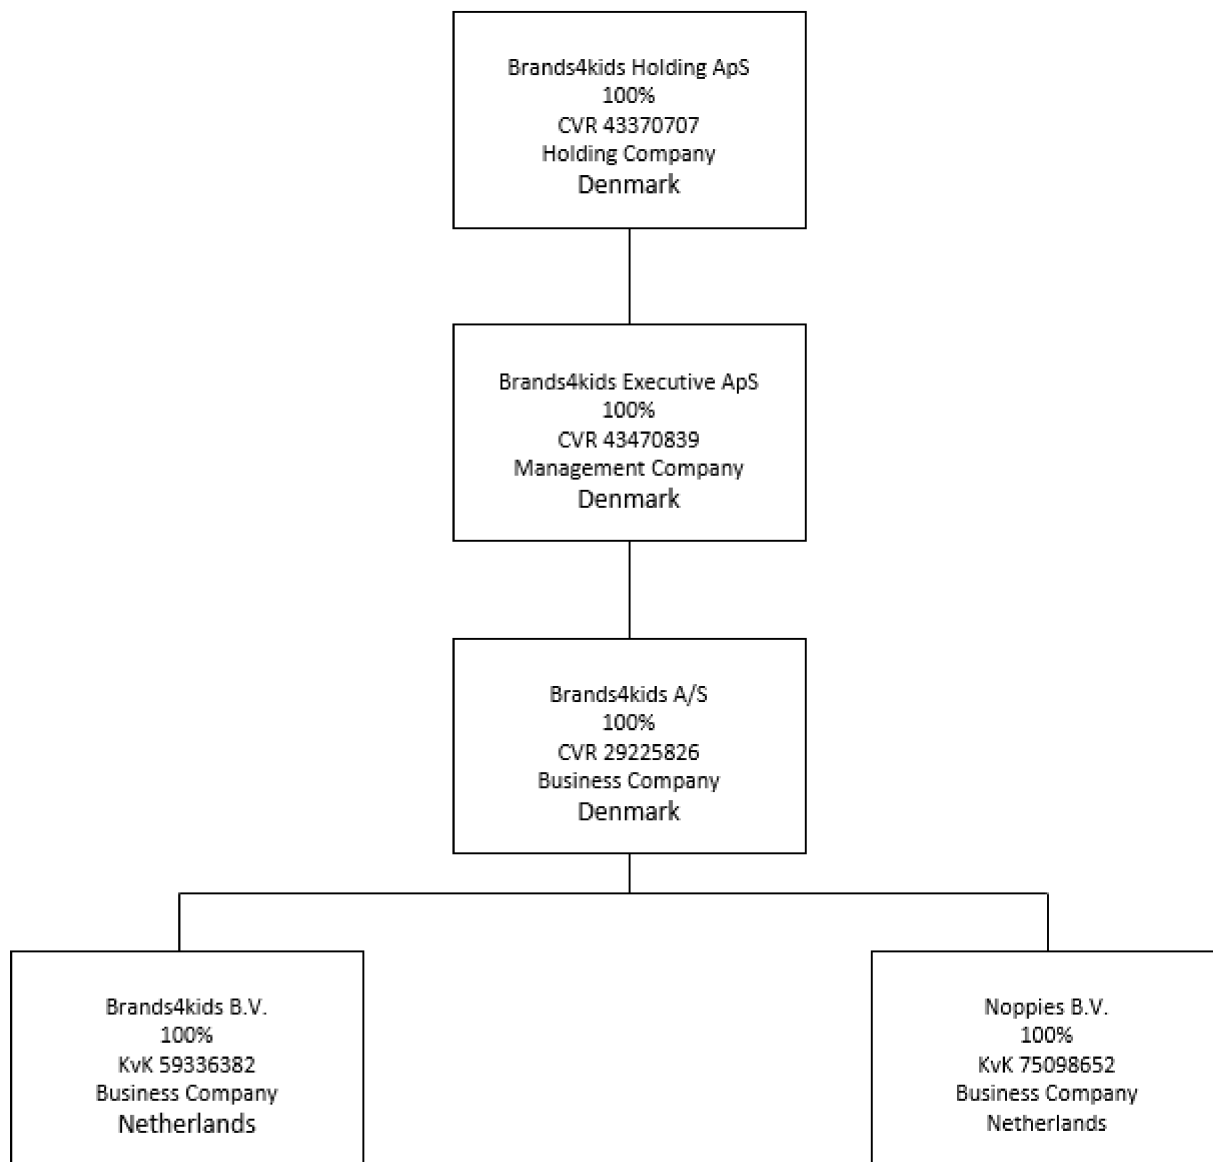 Brands4kids Holding ApS
100%
CVR 43370707
Holding Company
Denmark
Brands4kids Executive ApS
100%
CVR 43470839
Management Company
Denmark
Brands4kids A/S
100%
CVR 29225826
Business Company
Denmark
Brands4kids B.V.
100%
KvK 59336382
Business Company
Netherlands
Noppies B.V.
100%
KvK 75098652
Business Company
Netherlands